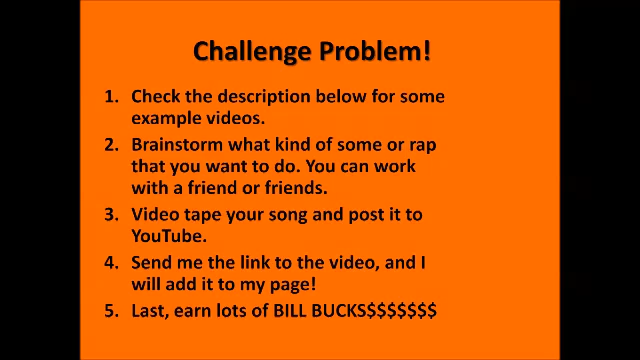 Challenge Problem!
1. Check the description below for some
example videos.
2. Brainstorm what kind of some or rap
that you want to do. You can work
with a friend or friends.
3. Video tape your song and post it to
YouTube.
4. Send me the link to the video, and I
will add it to my page!
5. Last, earn lots of BILL BUCKS$$$$$$$